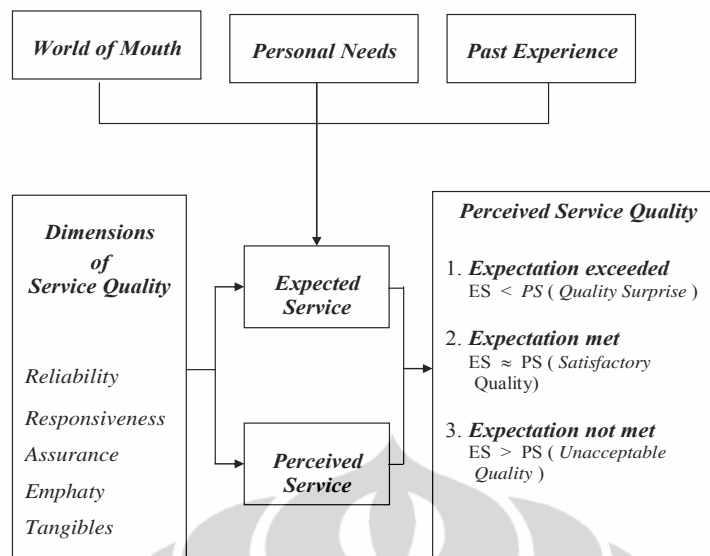 World of Mouth
Personal Needs
Past Experience
Dimensions
of
Service Quality
Reliability
Responsiveness
Assurance
Emphaty
Tangibles
Expected
Service
Perceived
Service
Perceived Service Quality
1. Expectation exceeded
ES < PS ( Quality Surprise )
2. Expectation met
ES ≈ PS ( Satisfactory
Quality)
3. Expectation not met
ES > PS ( Unacceptable
Quality )